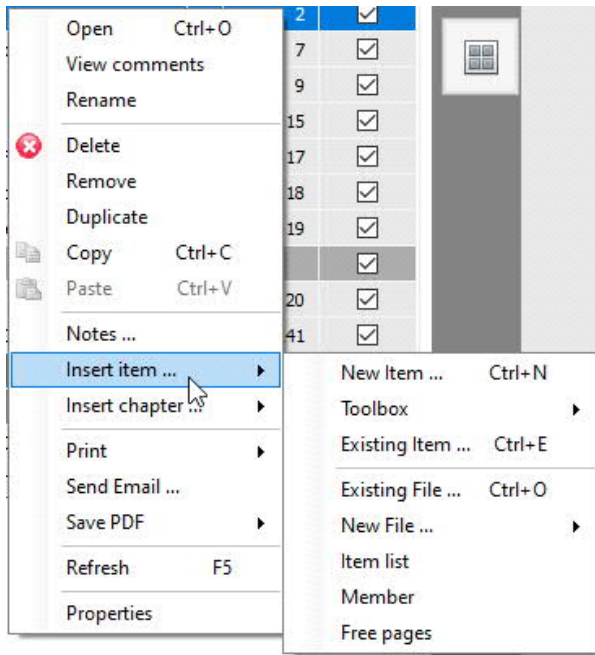 2
7
9
15
17
18
19
20
41
Open Ctrl+O
View comments
Rename
Delete
Remove
Duplicate
Copy Ctrl+C
Paste Ctrl+V
Notes ...
Insert item ...
Insert chapter ...
Print
Send Email ...
Save PDF
Refresh F5
Properties
New Item ... Ctrl+N
Toolbox
Existing Item ... Ctrl+E
Existing File ... Ctrl+O
New File ...
Item list
Member
Free pages